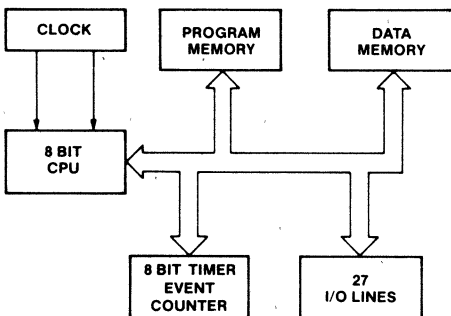 CLOCK
PROGRAM
MEMORY
DATA
MEMORY
8 BIT
CPU
8 BIT TIMER
EVENT
COUNTER
27
I/O LINES